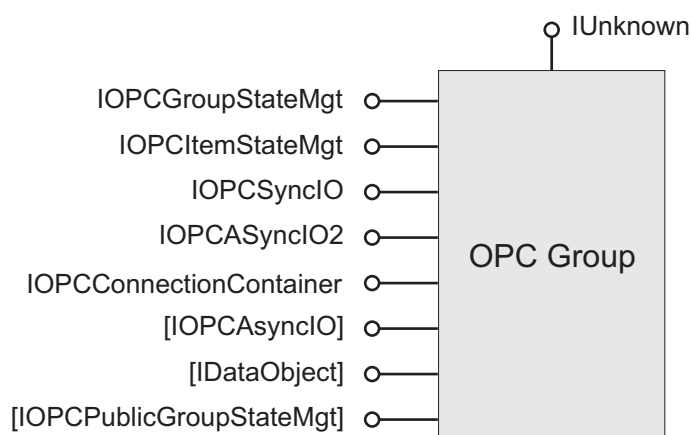 IUnknown
IOPCGroupStateMgt
IOPCItemStateMgt
IOPCSyncIO
IOPCASyncIO2
OPC Group
IOPCConnectionContainer
[IOPCAsyncIO]
[IDataObject]
[IOPCPublicGroupStateMgt]